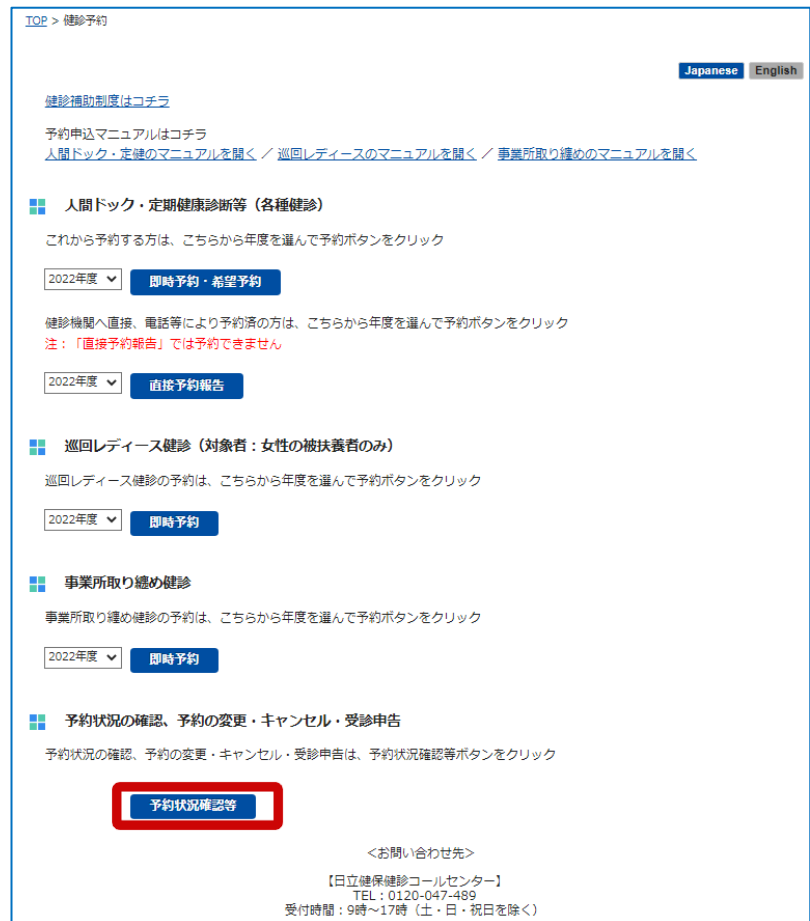 TOP > 健診予約
Japanese English
健診補助制度はコチラ
予約申込マニュアルはコチラ
人間ドック・定健のマニュアルを開く ／ 巡回レディースのマニュアルを開く ／ 事業所取り纏めのマニュアルを開く
人間ドック・定期健康診断等（各種健診）
これから予約する方は、こちらから年度を選んで予約ボタンをクリック
2022年度 即時予約・希望予約
健診機関へ直接、電話等により予約済の方は、こちらから年度を選んで予約ボタンをクリック
注：「直接予約報告」では予約できません
2022年度 直接予約報告
巡回レディース健診（対象者：女性の被扶養者のみ）
巡回レディース健診の予約は、こちらから年度を選んで予約ボタンをクリック
2022年度 即時予約
事業所取り纏め健診
事業所取り纏め健診の予約は、こちらから年度を選んで予約ボタンをクリック
2022年度 即時予約
予約状況の確認、予約の変更・キャンセル・受診申告
予約状況の確認、予約の変更・キャンセル・受診申告は、予約状況確認等ボタンをクリック
予約状況確認等
＜お問い合わせ先＞
【日立健保健診コールセンター】
TEL：0120-047-489
受付時間：9時～17時（土・日・祝日を除く）